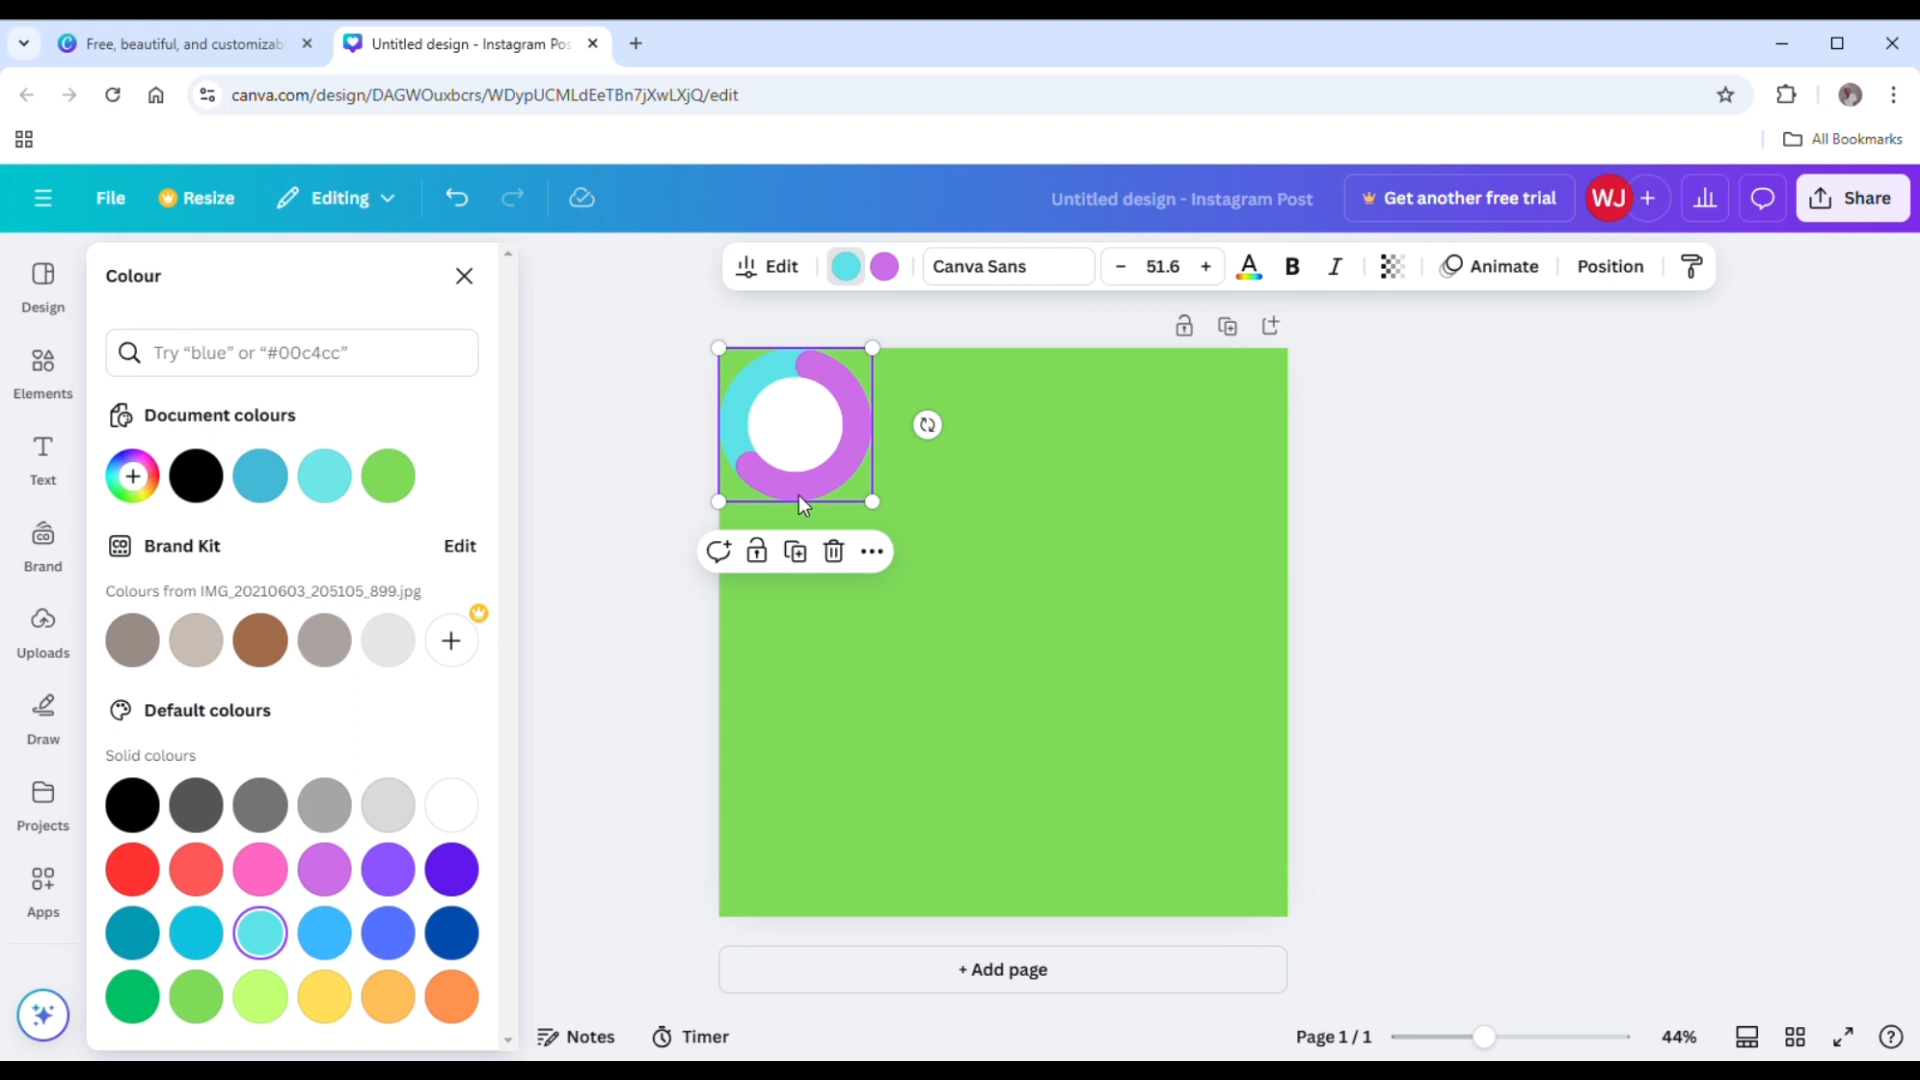 Free, beautiful, and customizab
Untitled design - Instagram Pos
canva.com/design/DAGWOuxbcrs/WDypUCMLdEeTBn7jXwLXjQ/edit
All Bookmarks
File
Resize
Editing
Untitled design - Instagram Post
Get another free trial
WJ
Share
Design
Elements
Text
Brand
Uploads
Draw
Projects
Apps
Colour
Try “blue” or “#00c4cc”
Document colours
Brand Kit
Edit
Colours from IMG_20210603_205105_899.jpg
Default colours
Solid colours
Edit
Canva Sans
– 51.6 +
A
B
I
Animate
Position
+ Add page
Notes
Timer
Page 1 / 1
44%